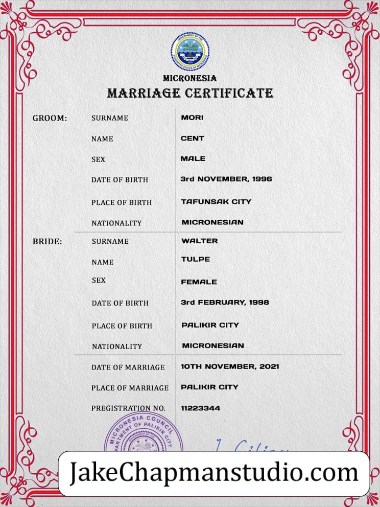 MICRONESIA
MARRIAGE CERTIFICATE
GROOM: SURNAME MORI
NAME CENT
SEX MALE
DATE OF BIRTH 3rd NOVEMBER, 1996
PLACE OF BIRTH TAFUNSAK CITY
NATIONALITY MICRONESIAN
BRIDE: SURNAME WALTER
NAME TULPE
SEX FEMALE
DATE OF BIRTH 3rd FEBRUARY, 1998
PLACE OF BIRTH PALIKIR CITY
NATIONALITY MICRONESIAN
DATE OF MARRIAGE 10TH NOVEMBER, 2021
PLACE OF MARRIAGE PALIKIR CITY
PREGISTRATION NO. 11223344
MICRONESIA COUNCIL
OF PALIKIR CITY
JakeChapmanstudio.com